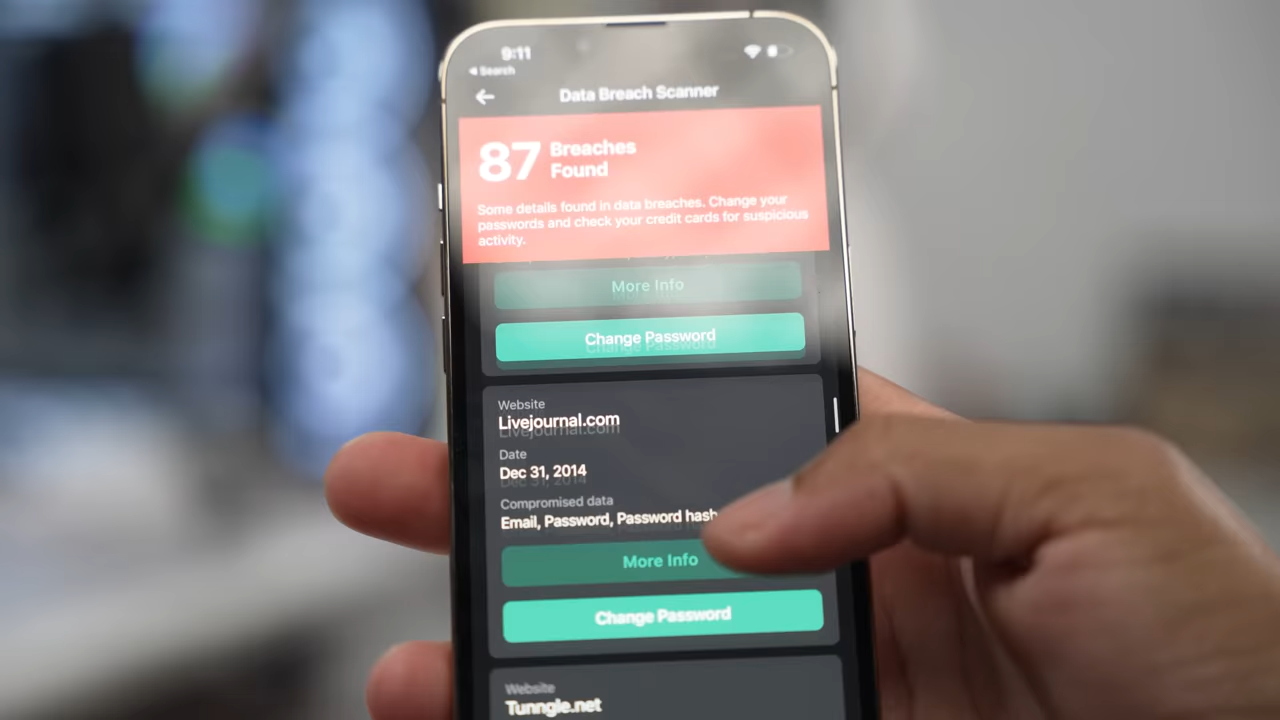 9:11
Search
Data Breach Scanner
87 Breaches
Found
Some details found in data breaches. Change your
passwords and check your credit cards for suspicious
activity.
More Info
Change Password
Website
Livejournal.com
Date
Dec 31, 2014
Compromised data
Email, Password, Password hash
More Info
Change Password
Website
Tunngle.net